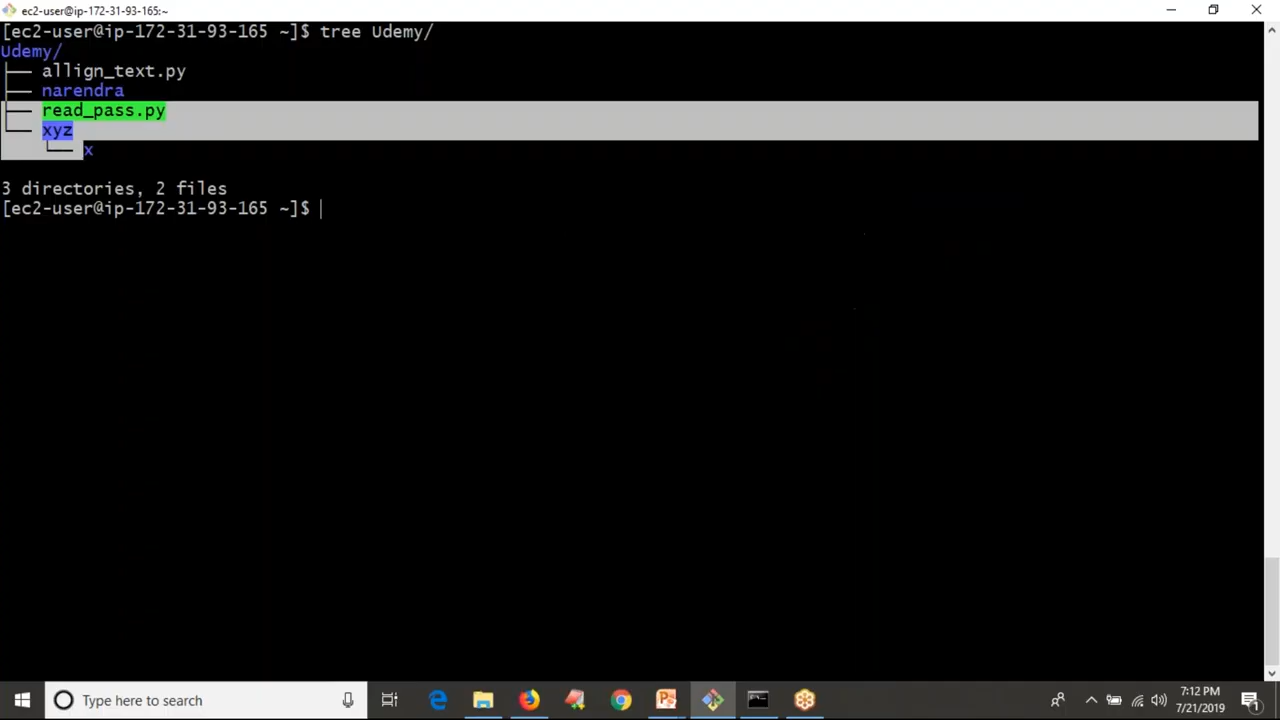 ec2-user@ip-172-31-93-165:~
[ec2-user@ip-172-31-93-165 ~]$ tree Udemy/
Udemy/
├── allign_text.py
├── narendra
├── read_pass.py
└── xyz
    └── x
3 directories, 2 files
[ec2-user@ip-172-31-93-165 ~]$
Type here to search
7:12 PM
7/21/2019
1